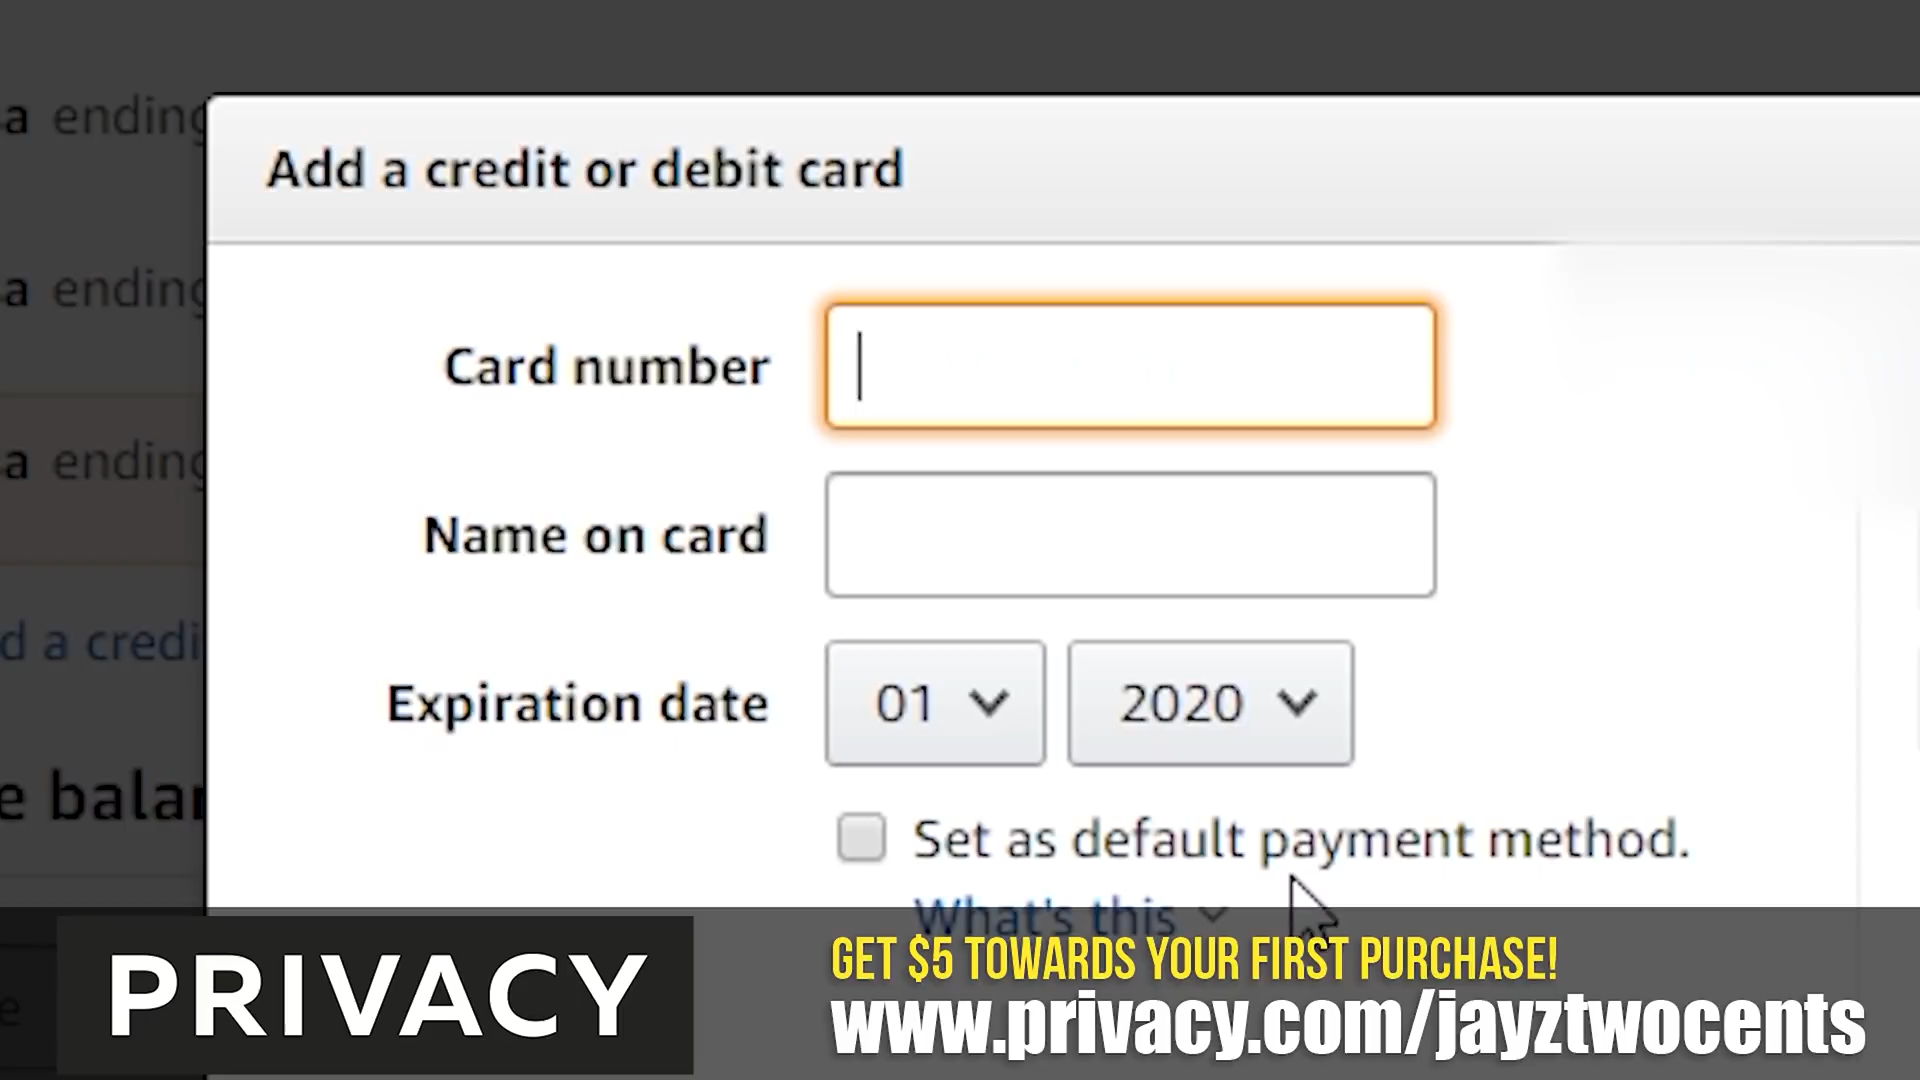 a ending
Add a credit or debit card
a ending
Card number
a ending
Name on card
d a credi
Expiration date 01 2020
e balar
Set as default payment method.
What's this
e
PRIVACY
GET $5 TOWARDS YOUR FIRST PURCHASE!
www.privacy.com/jayztwocents